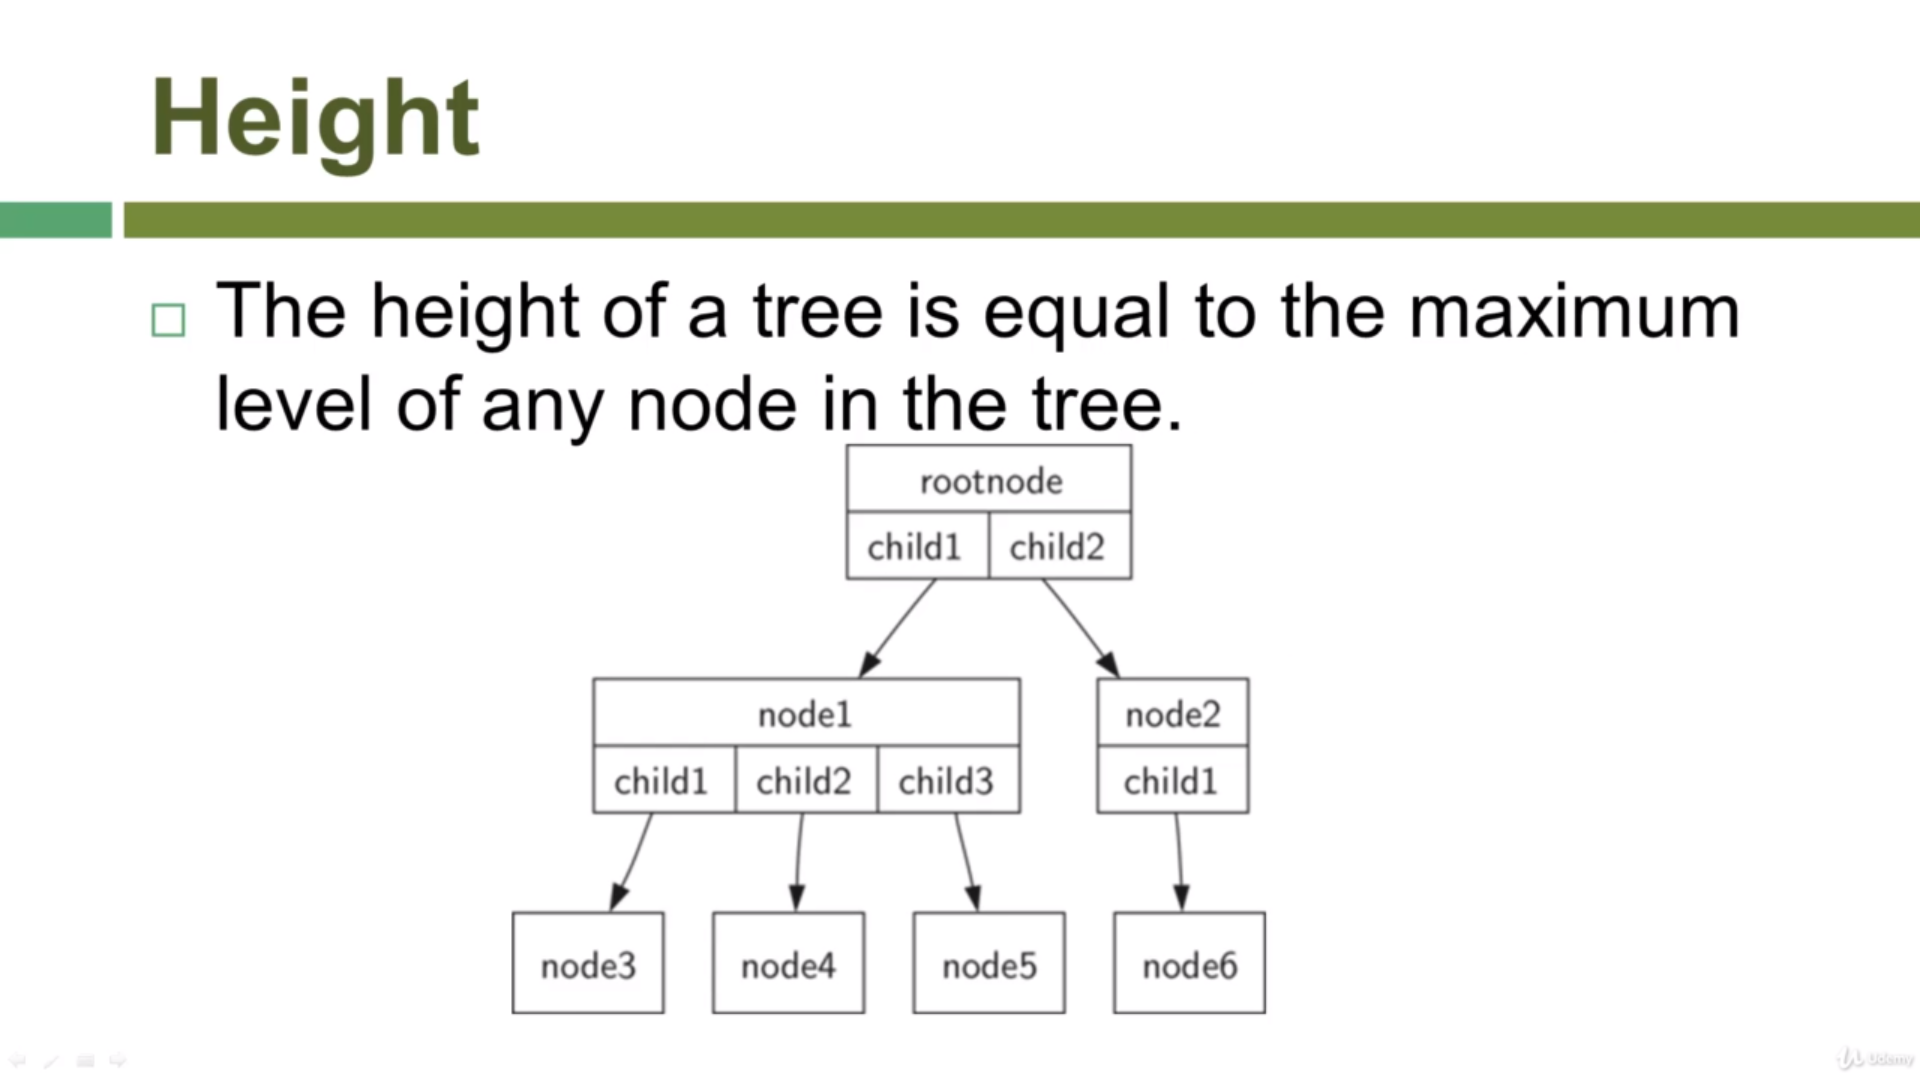 Height
The height of a tree is equal to the maximum
level of any node in the tree.
rootnode
child1 child2
node1 node2
child1 child2 child3 child1
node3 node4 node5 node6
Udemy